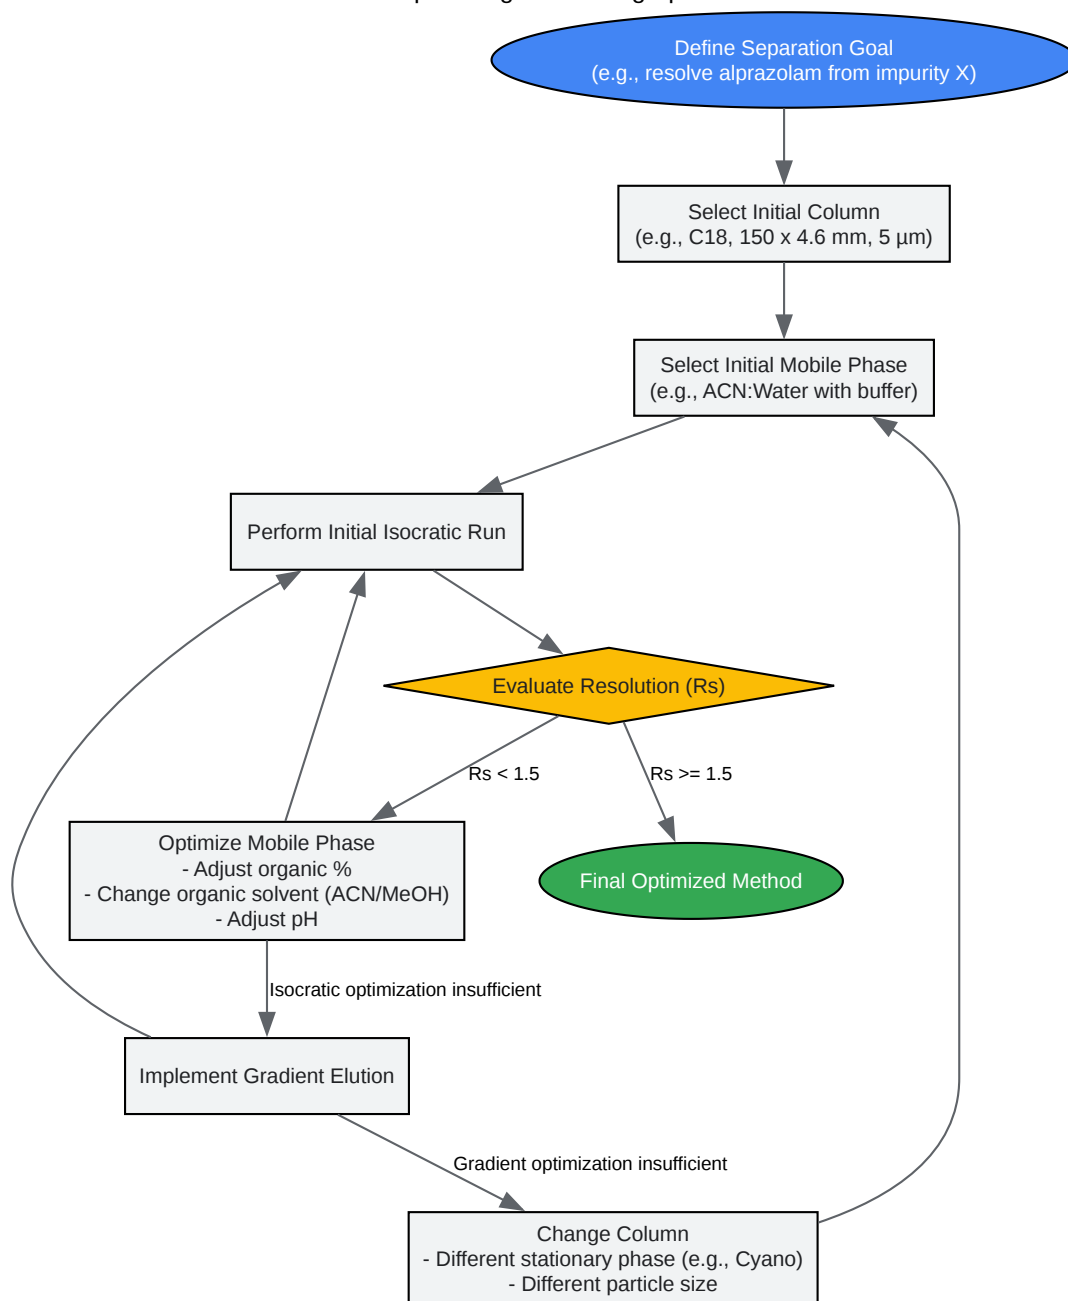 Define Separation Goal
(e.g., resolve alprazolam from impurity X)
Select Initial Column
(e.g., C18, 150 x 4.6 mm, 5 µm)
Select Initial Mobile Phase
(e.g., ACN:Water with buffer)
Perform Initial Isocratic Run
Evaluate Resolution (Rs)
Rs < 1.5
Rs >= 1.5
Optimize Mobile Phase
- Adjust organic %
- Change organic solvent (ACN/MeOH)
- Adjust pH
Final Optimized Method
Isocratic optimization insufficient
Implement Gradient Elution
Gradient optimization insufficient
Change Column
- Different stationary phase (e.g., Cyano)
- Different particle size